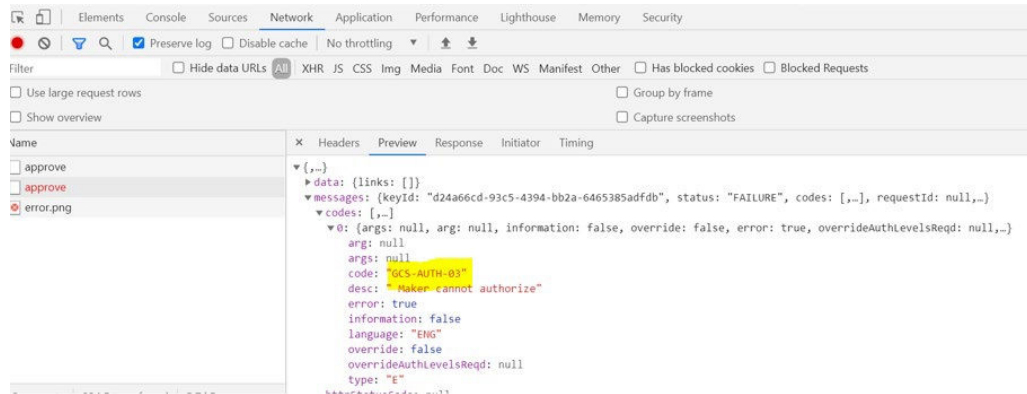 Elements Console Sources Network Application Performance Lighthouse Memory Security
Preserve log Disable cache No throttling
Filter Hide data URLs All XHR JS CSS Img Media Font Doc WS Manifest Other Has blocked cookies Blocked Requests
Use large request rows Group by frame
Show overview Capture screenshots
Name × Headers Preview Response Initiator Timing
approve
approve
error.png
▼{,…}
▶data: {links: []}
▼messages: {keyId: "d24a66cd-93c5-4394-bb2a-6465385adfdb", status: "FAILURE", codes: [,…], requestId: null,…}
▼codes: [,…]
▼0: {args: null, arg: null, information: false, override: false, error: true, overrideAuthLevelsReqd: null,…}
arg: null
args: null
code: "GCS-AUTH-03"
desc: " Maker cannot authorize"
error: true
information: false
language: "ENG"
override: false
overrideAuthLevelsReqd: null
type: "E"